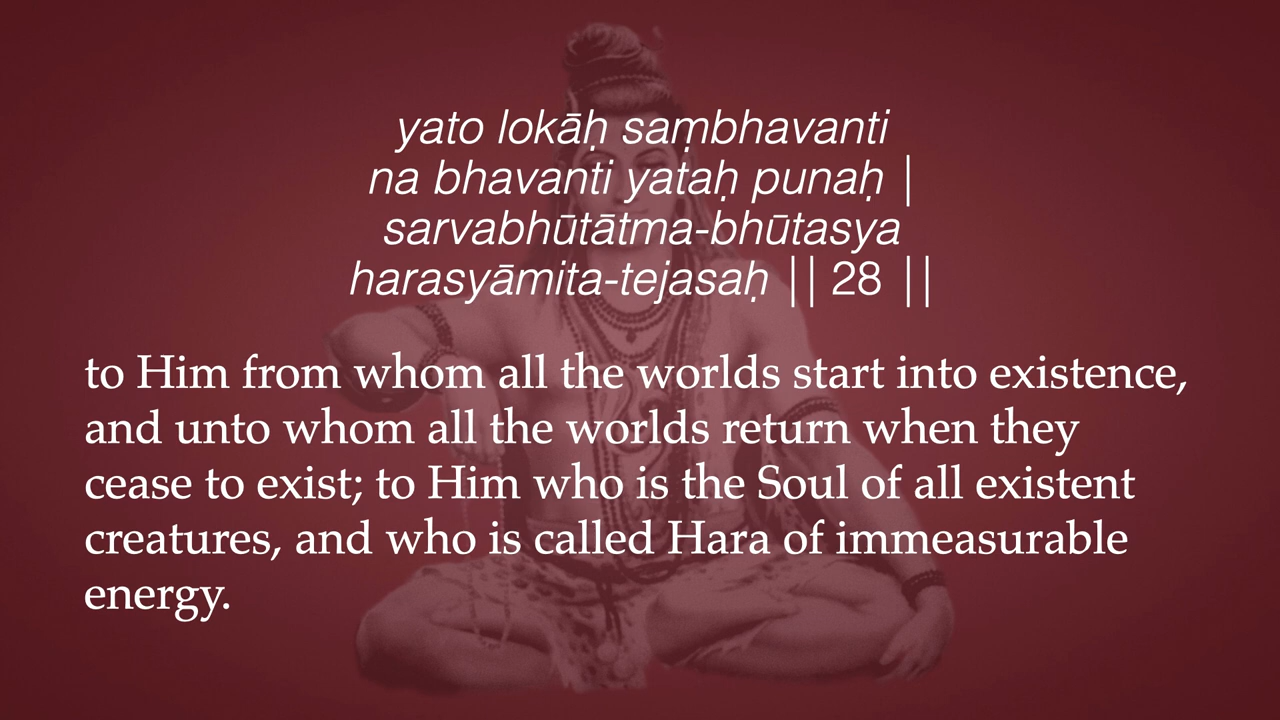 yato lokāḥ saṃbhavanti
na bhavanti yataḥ punaḥ |
sarvabhūtātma-bhūtasya
harasyāmita-tejasaḥ || 28 ||
to Him from whom all the worlds start into existence,
and unto whom all the worlds return when they
cease to exist; to Him who is the Soul of all existent
creatures, and who is called Hara of immeasurable
energy.